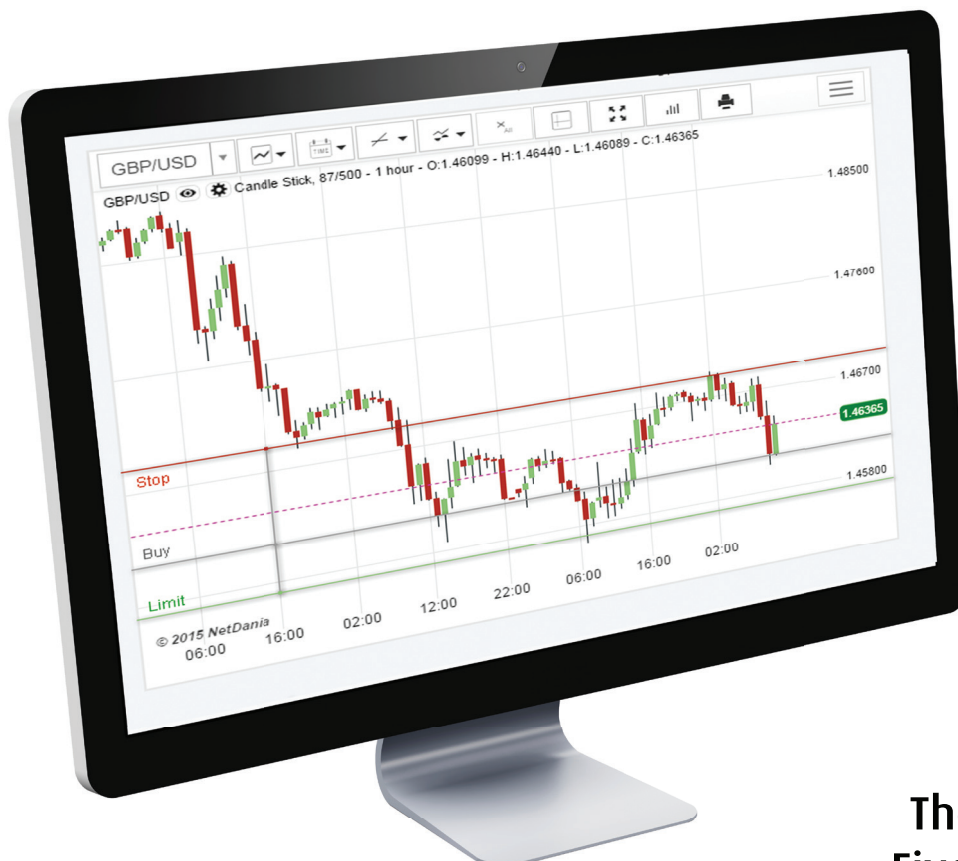 GBP/USD
TIME
All
GBP/USD Candle Stick, 87/500 - 1 hour - O:1.46099 - H:1.46440 - L:1.46089 - C:1.46365
1.48500
1.47600
1.46700
1.46365
1.45800
Stop
Buy
Limit
© 2015 NetDania
06:00 16:00 02:00 12:00 22:00 06:00 16:00 02:00
Th